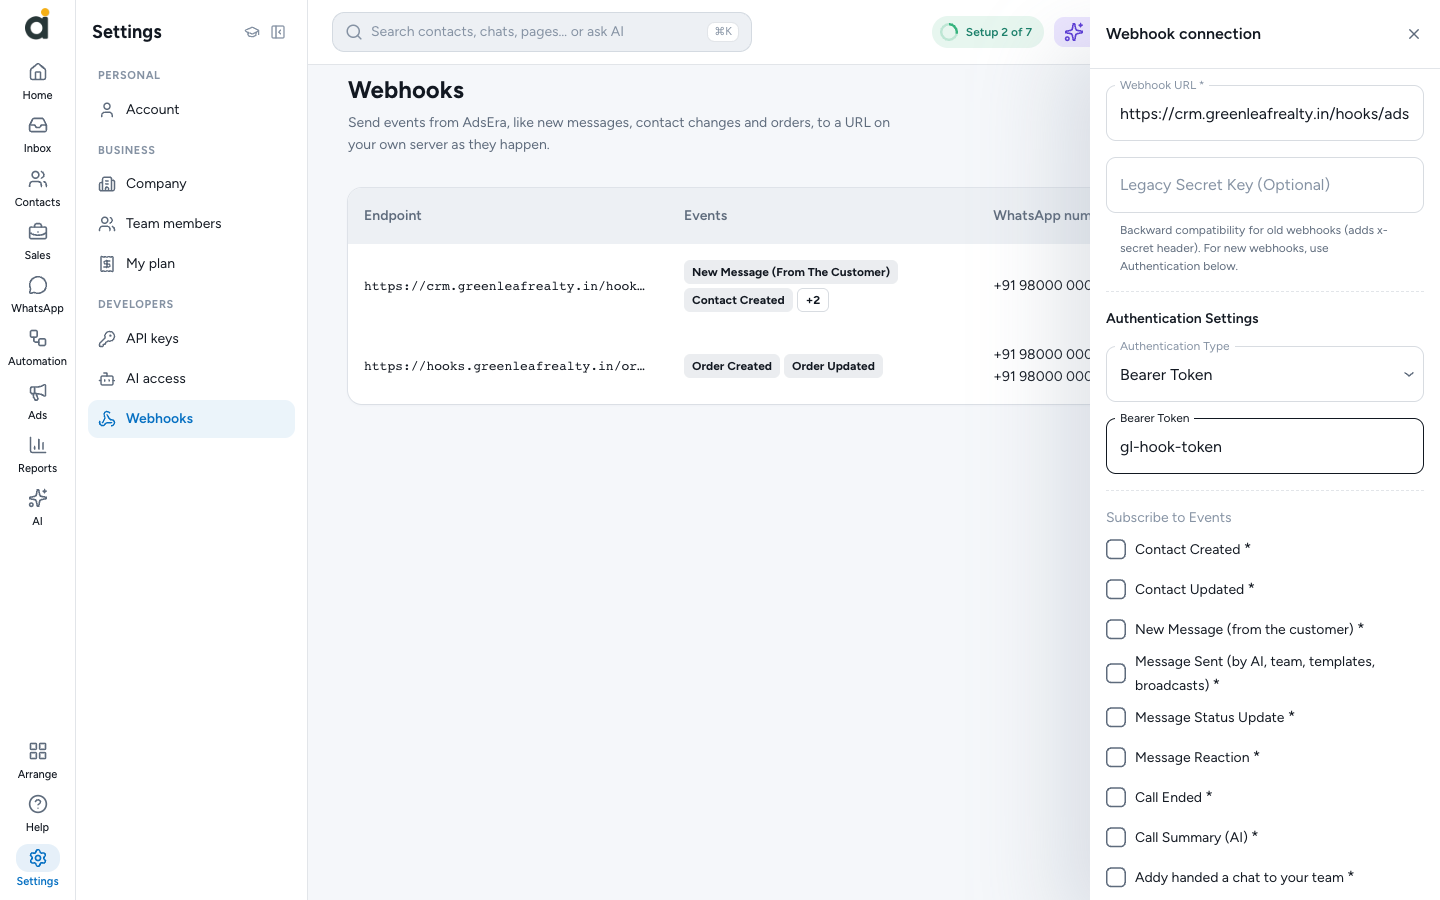 Settings
Search contacts, chats, pages... or ask AI
⌘K
Setup 2 of 7
Home
Inbox
Contacts
Sales
WhatsApp
Automation
Ads
Reports
AI
Arrange
Help
Settings
PERSONAL
Account
BUSINESS
Company
Team members
My plan
DEVELOPERS
API keys
AI access
Webhooks
Webhooks
Send events from AdsEra, like new messages, contact changes and orders, to a URL on
your own server as they happen.
Endpoint
Events
WhatsApp num
https://crm.greenleafrealty.in/hook…
New Message (From The Customer)
Contact Created
+2
+91 98000 000
https://hooks.greenleafrealty.in/or…
Order Created
Order Updated
+91 98000 000
+91 98000 000
Webhook connection
Webhook URL *
https://crm.greenleafrealty.in/hooks/ads
Legacy Secret Key (Optional)
Backward compatibility for old webhooks (adds x-
secret header). For new webhooks, use
Authentication below.
Authentication Settings
Authentication Type
Bearer Token
Bearer Token
gl-hook-token
Subscribe to Events
Contact Created *
Contact Updated *
New Message (from the customer) *
Message Sent (by AI, team, templates,
broadcasts) *
Message Status Update *
Message Reaction *
Call Ended *
Call Summary (AI) *
Addy handed a chat to your team *